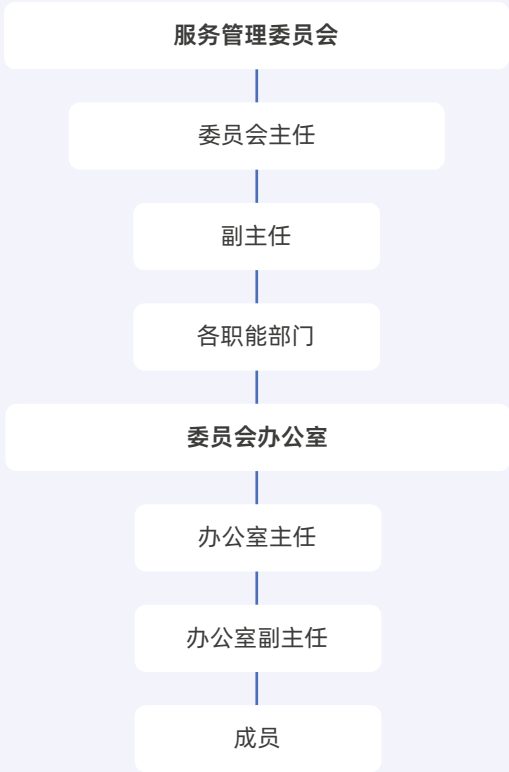 服务管理委员会
委员会主任
副主任
各职能部门
委员会办公室
办公室主任
办公室副主任
成员